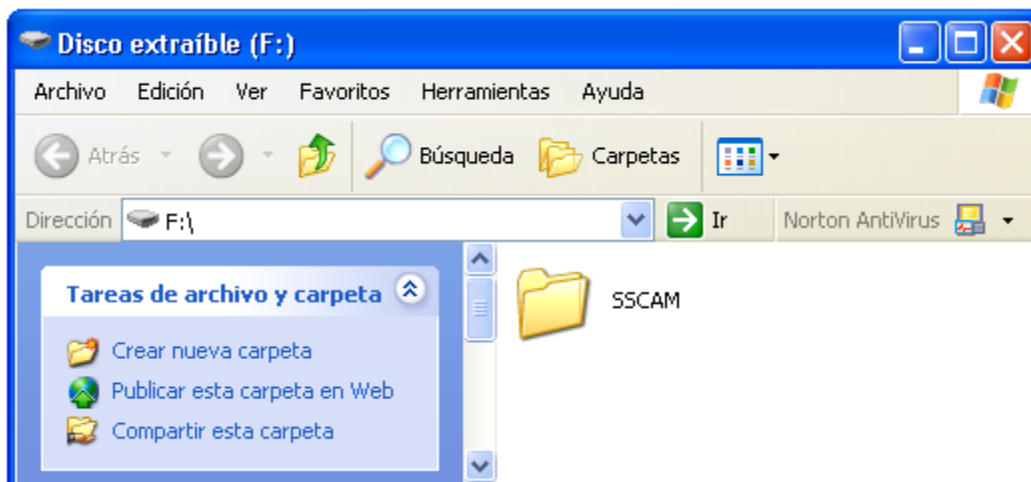 Disco extraíble (F:)
Archivo Edición Ver Favoritos Herramientas Ayuda
Atrás Búsqueda Carpetas
Dirección F:\ Ir Norton AntiVirus
Tareas de archivo y carpeta
SSCAM
Crear nueva carpeta
Publicar esta carpeta en Web
Compartir esta carpeta